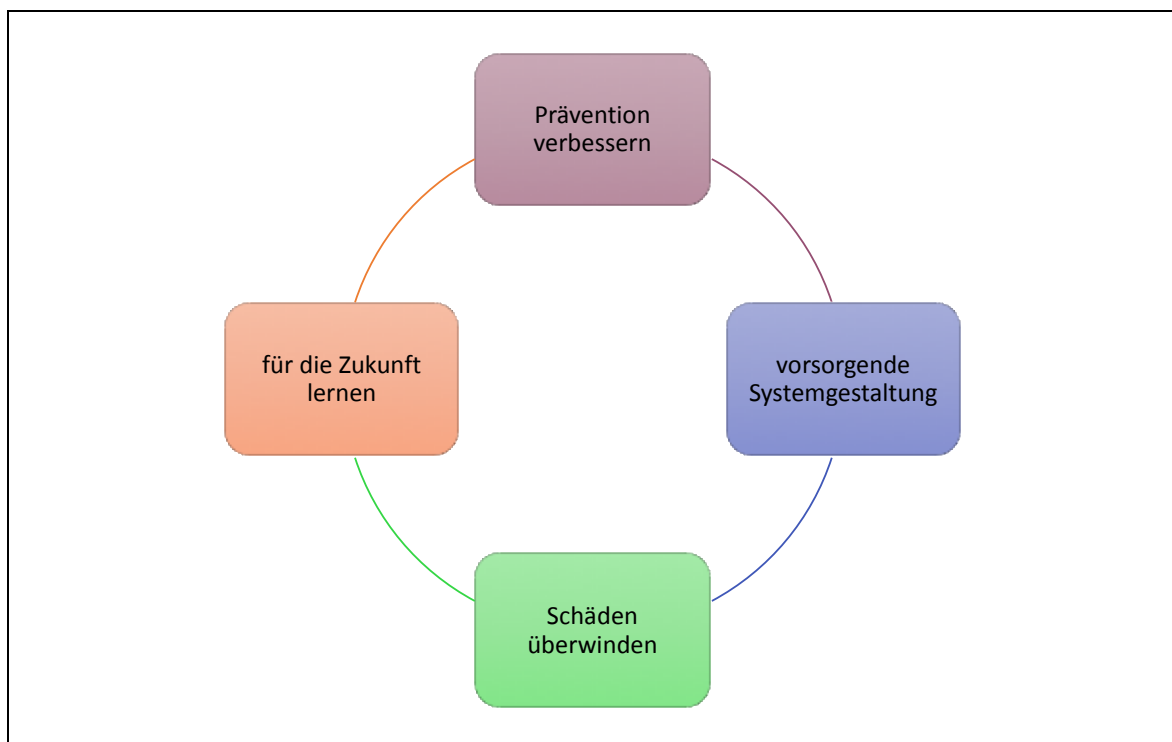 Prävention
verbessern
für die Zukunft
lernen
vorsorgende
Systemgestaltung
Schäden
überwinden